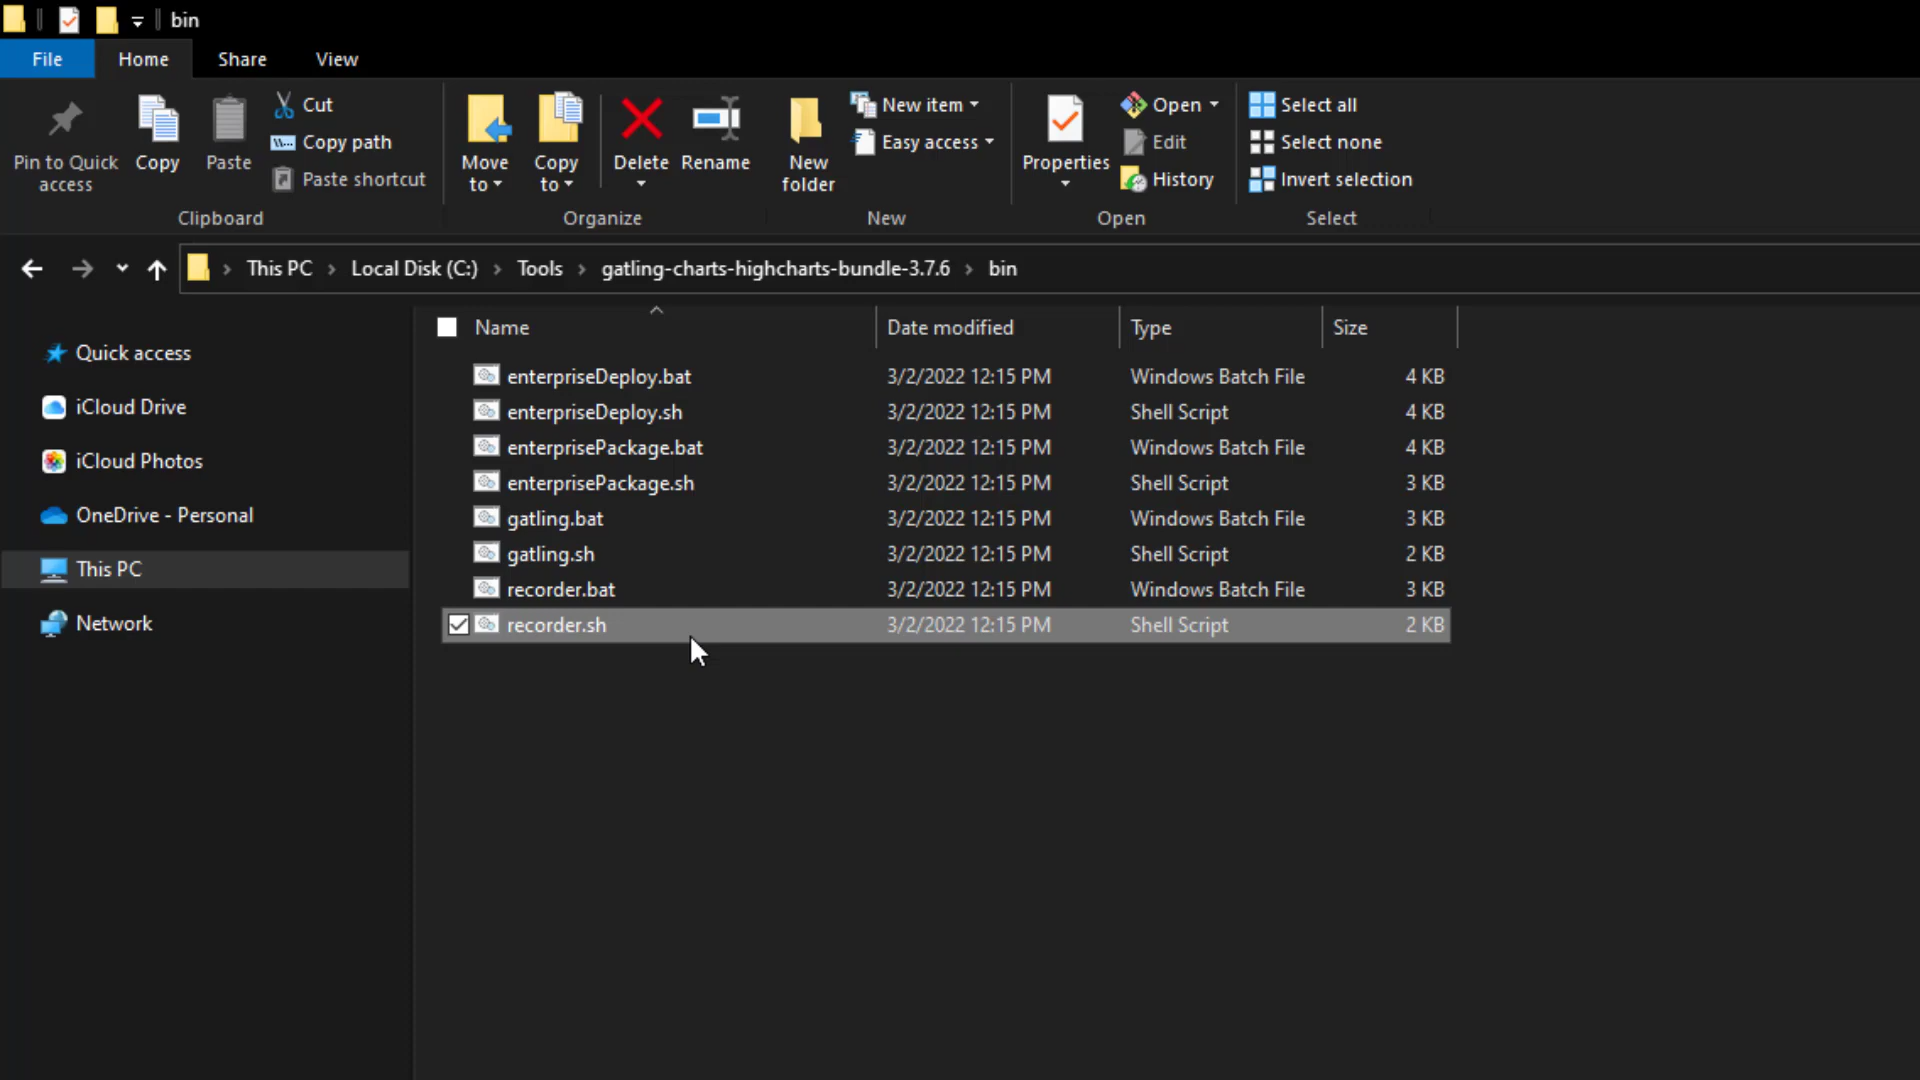 bin
File Home Share View
Pin to Quick access
Copy
Paste
Cut
Copy path
Paste shortcut
Clipboard
Move to
Copy to
Delete
Rename
Organize
New folder
New item
Easy access
New
Properties
Open
Edit
History
Open
Select all
Select none
Invert selection
Select
This PC > Local Disk (C:) > Tools > gatling-charts-highcharts-bundle-3.7.6 > bin
Quick access
iCloud Drive
iCloud Photos
OneDrive - Personal
This PC
Network
Name Date modified Type Size
enterpriseDeploy.bat 3/2/2022 12:15 PM Windows Batch File 4 KB
enterpriseDeploy.sh 3/2/2022 12:15 PM Shell Script 4 KB
enterprisePackage.bat 3/2/2022 12:15 PM Windows Batch File 4 KB
enterprisePackage.sh 3/2/2022 12:15 PM Shell Script 3 KB
gatling.bat 3/2/2022 12:15 PM Windows Batch File 3 KB
gatling.sh 3/2/2022 12:15 PM Shell Script 2 KB
recorder.bat 3/2/2022 12:15 PM Windows Batch File 3 KB
recorder.sh 3/2/2022 12:15 PM Shell Script 2 KB